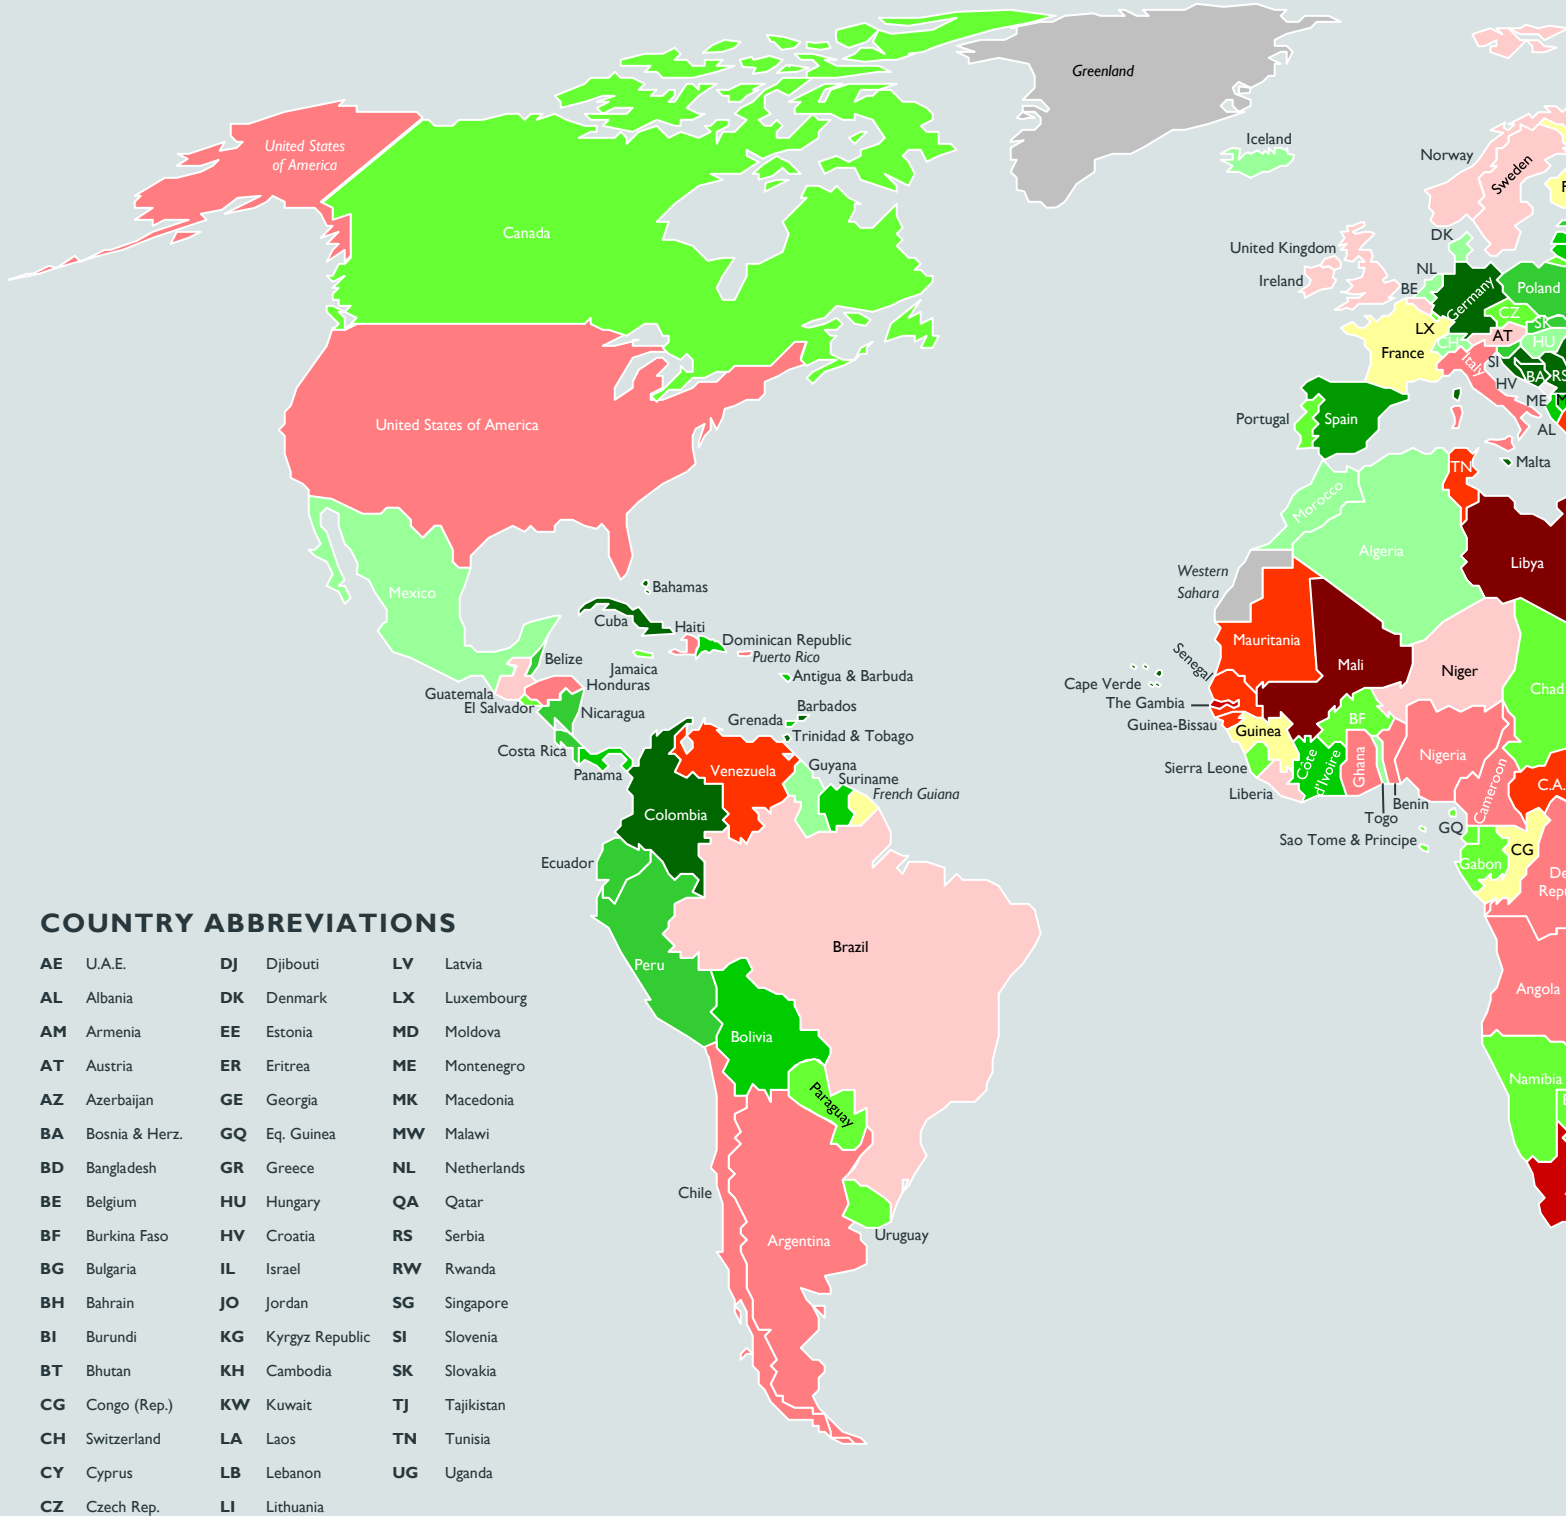 Greenland
United States
of America
Iceland
Norway
Sweden
F
Canada
DK
United Kingdom
NL
Ireland
BE
Germany
Poland
CZ
SK
LX
AT
HU
CH
France
Italy
SI
BA
RS
HV
ME
M
AL
United States of America
Portugal
Spain
Malta
TN
Morocco
Algeria
Libya
Western
Sahara
Mexico
Bahamas
Cuba
Haiti
Dominican Republic
Puerto Rico
Belize
Jamaica
Antigua & Barbuda
Guatemala
Honduras
El Salvador
Nicaragua
Grenada
Barbados
Trinidad & Tobago
Costa Rica
Panama
Venezuela
Guyana
Suriname
French Guiana
Colombia
Ecuador
Mauritania
Mali
Niger
Chad
Senegal
Cape Verde
The Gambia
Guinea-Bissau
Guinea
BF
Sierra Leone
Liberia
Côte
d'Ivoire
Ghana
Nigeria
Cameroon
C.A.
Benin
Togo
GQ
Sao Tome & Principe
Gabon
CG
De
Repu
Brazil
Peru
Angola
Bolivia
Namibia
Paraguay
Chile
Argentina
Uruguay
COUNTRY ABBREVIATIONS
AE U.A.E.
AL Albania
AM Armenia
AT Austria
AZ Azerbaijan
BA Bosnia & Herz.
BD Bangladesh
BE Belgium
BF Burkina Faso
BG Bulgaria
BH Bahrain
BI Burundi
BT Bhutan
CG Congo (Rep.)
CH Switzerland
CY Cyprus
CZ Czech Rep.
DJ Djibouti
DK Denmark
EE Estonia
ER Eritrea
GE Georgia
GQ Eq. Guinea
GR Greece
HU Hungary
HV Croatia
IL Israel
JO Jordan
KG Kyrgyz Republic
KH Cambodia
KW Kuwait
LA Laos
LB Lebanon
LI Lithuania
LV Latvia
LX Luxembourg
MD Moldova
ME Montenegro
MK Macedonia
MW Malawi
NL Netherlands
QA Qatar
RS Serbia
RW Rwanda
SG Singapore
SI Slovenia
SK Slovakia
TJ Tajikistan
TN Tunisia
UG Uganda